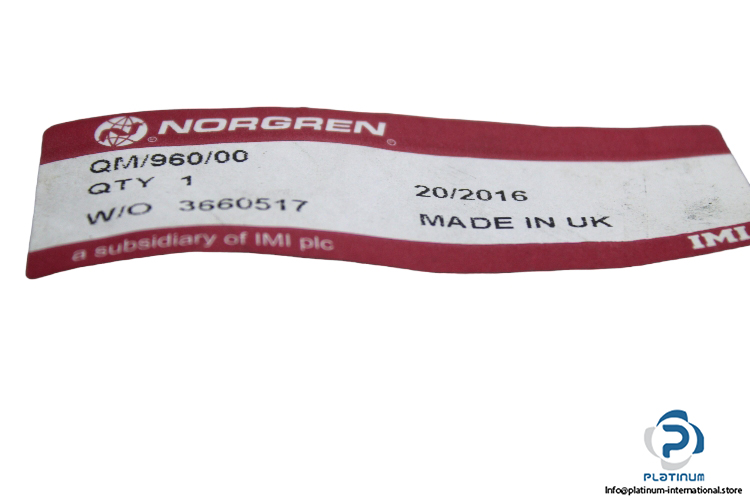 NORGREN®
QM/960/00
QTY 1
20/2016
W/O 3660517
MADE IN UK
a subsidiary of IMI plc
IMI
PLATINUM
Info@platinum-international.store